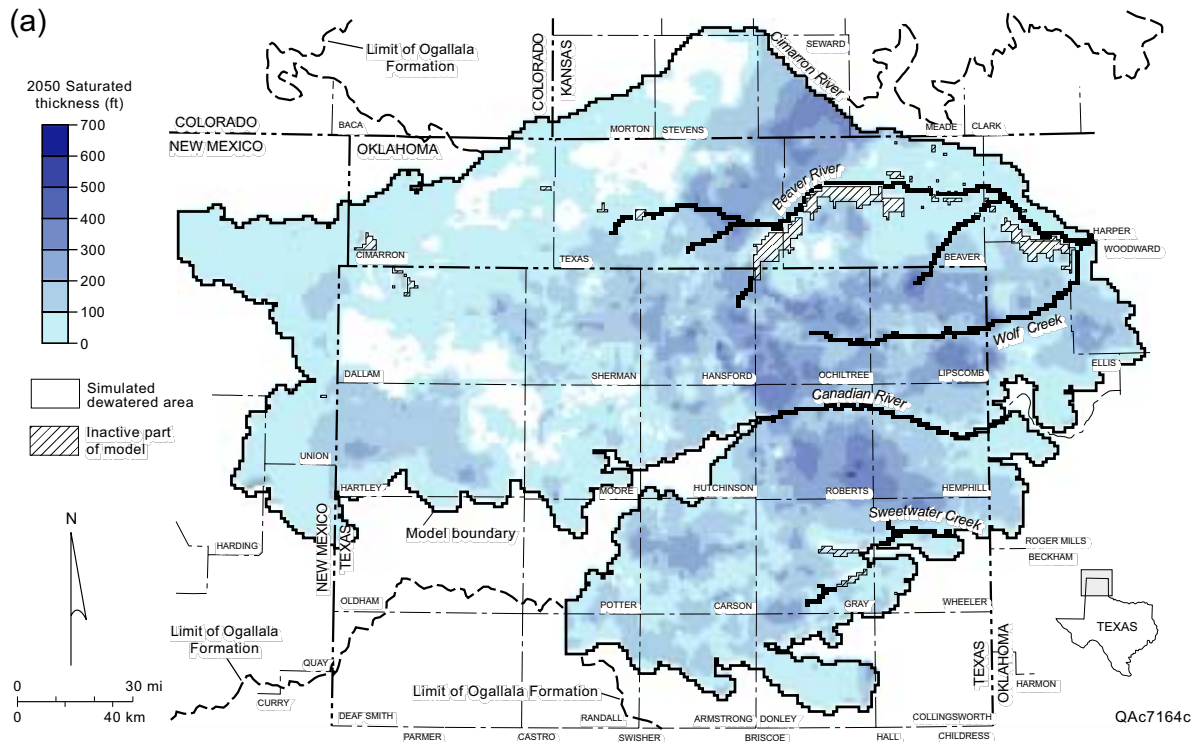 (a)
Limit of Ogallala
Formation
COLORADO
KANSAS
SEWARD
Cimarron River
2050 Saturated
thickness (ft)
700
600
500
400
300
200
100
0
COLORADO
NEW MEXICO
BACA
OKLAHOMA
MORTON
STEVENS
MEADE
CLARK
Beaver River
HARPER
WOODWARD
CIMARRON
TEXAS
BEAVER
Wolf Creek
ELLIS
Simulated
dewatered area
Inactive part
of model
DALLAM
SHERMAN
HANSFORD
OCHILTREE
LIPSCOMB
Canadian River
UNION
HARTLEY
MOORE
HUTCHINSON
ROBERTS
HEMPHILL
Model boundary
Sweetwater Creek
N
HARDING
NEW MEXICO
TEXAS
ROGER MILLS
BECKHAM
OLDHAM
POTTER
CARSON
GRAY
WHEELER
TEXAS
Limit of Ogallala
Formation
QUAY
CURRY
Limit of Ogallala Formation
TEXAS
OKLAHOMA
HARMON
0 30 mi
0 40 km
DEAF SMITH
RANDALL
ARMSTRONG
DONLEY
COLLINGSWORTH
QAc7164c
PARMER
CASTRO
SWISHER
BRISCOE
HALL
CHILDRESS